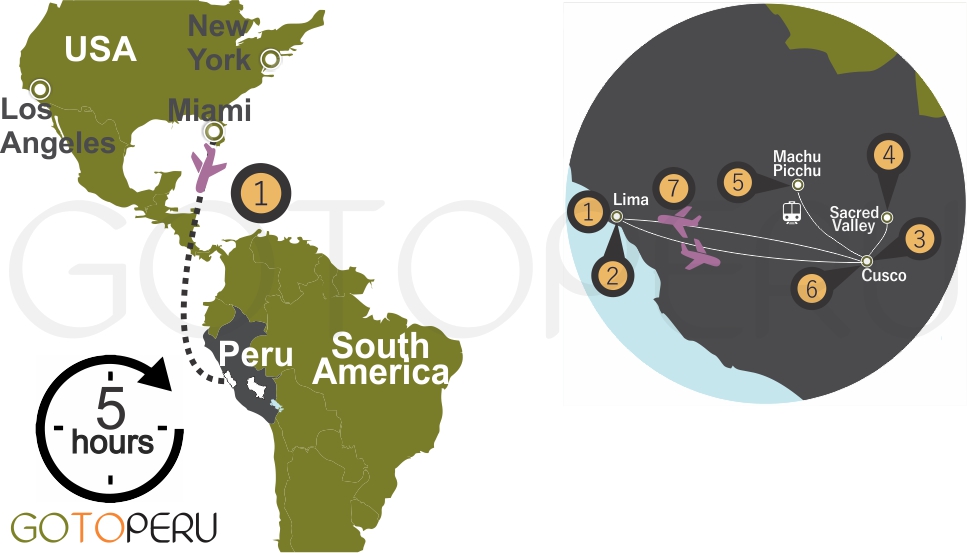 New
York
USA
Los
Angeles
Miami
1
Peru
South
America
5
hours
GOTOPERU
GOTOPERU
Machu
Picchu
4
5
7
1
Lima
Sacred
Valley
3
2
Cusco
6